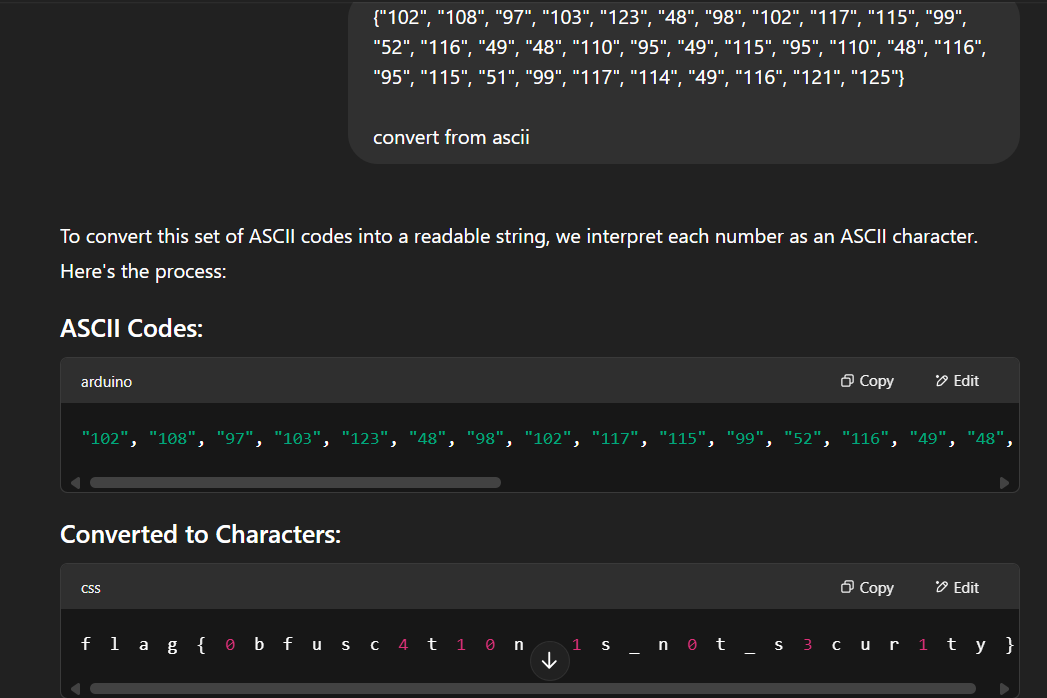 {"102", "108", "97", "103", "123", "48", "98", "102", "117", "115", "99",
"52", "116", "49", "48", "110", "95", "49", "115", "95", "110", "48", "116",
"95", "115", "51", "99", "117", "114", "49", "116", "121", "125"}
convert from ascii
To convert this set of ASCII codes into a readable string, we interpret each number as an ASCII character.
Here's the process:
ASCII Codes:
arduino Copy Edit
"102", "108", "97", "103", "123", "48", "98", "102", "117", "115", "99", "52", "116", "49", "48",
Converted to Characters:
css Copy Edit
f l a g { 0 b f u s c 4 t 1 0 n 1 s _ n 0 t _ s 3 c u r 1 t y }